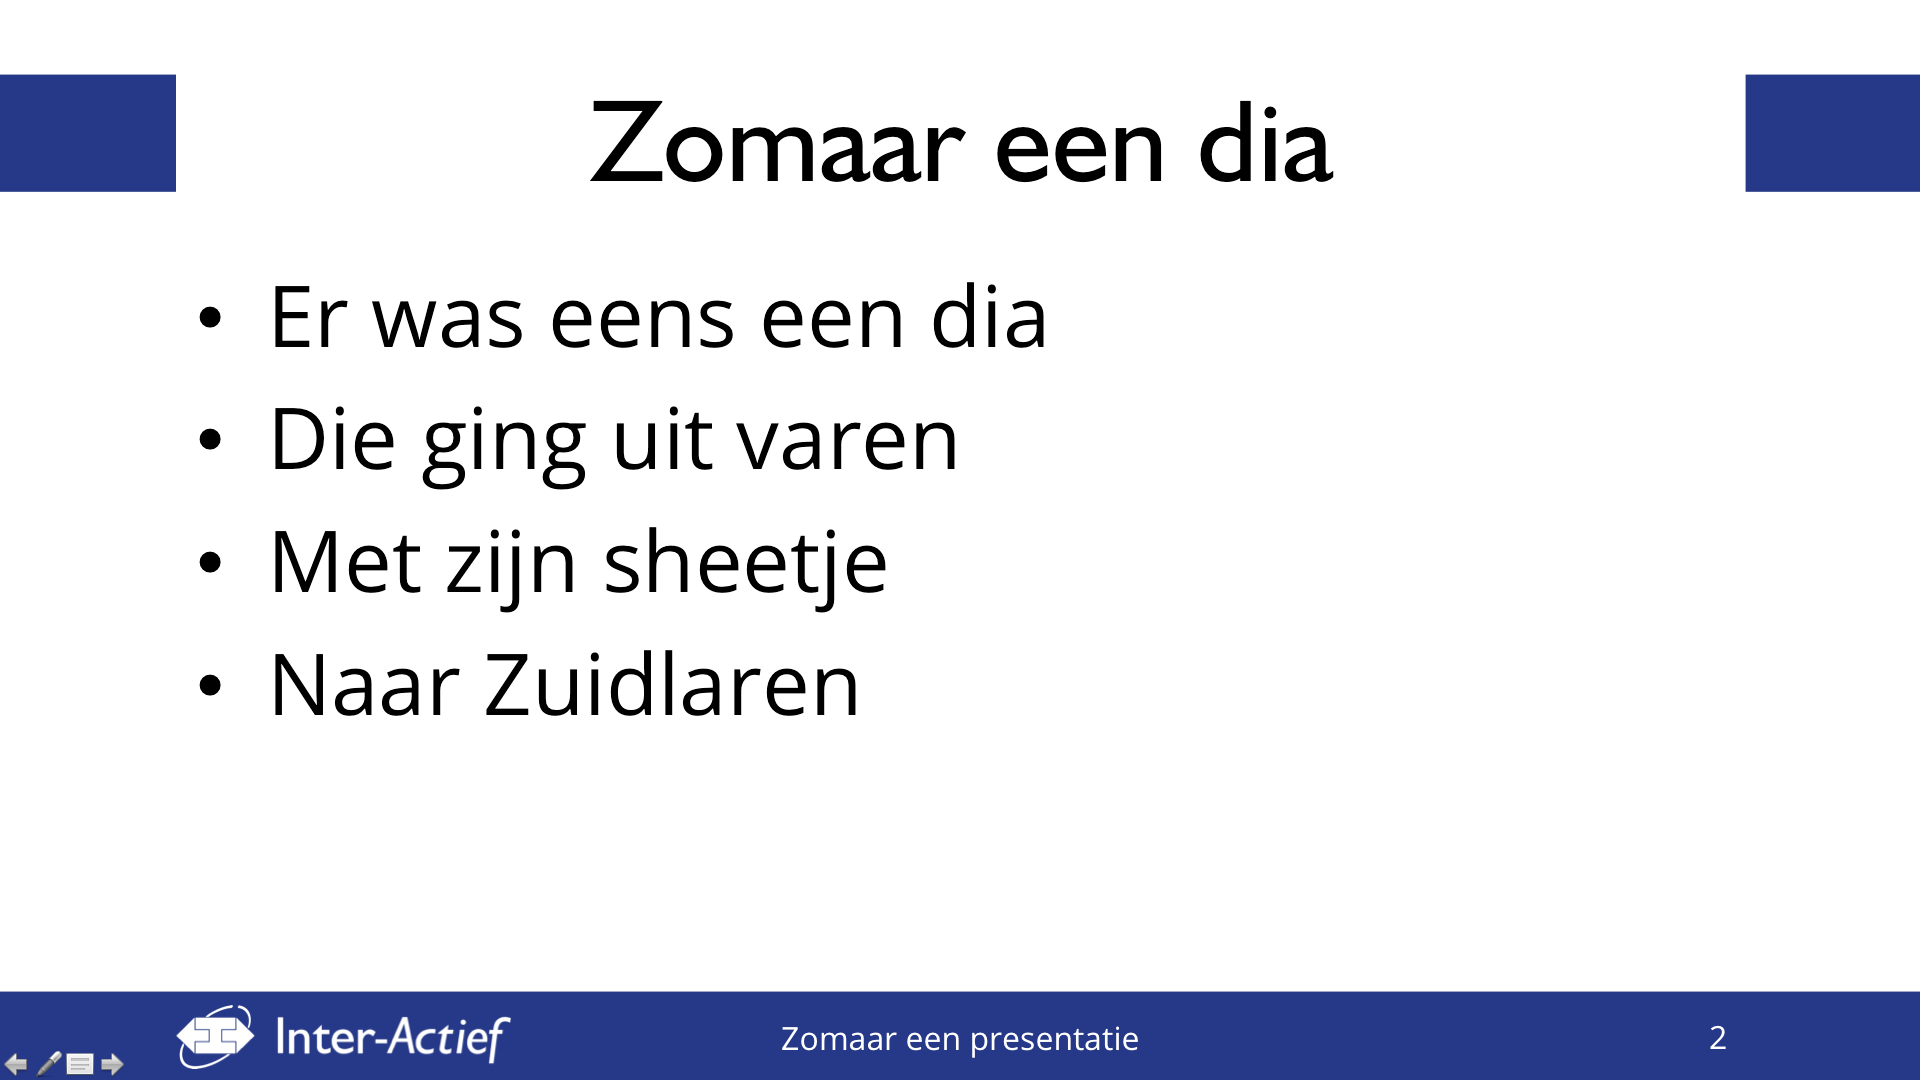 Zomaar een dia
• Er was eens een dia
• Die ging uit varen
• Met zijn sheetje
• Naar Zuidlaren
Inter-Actief
Zomaar een presentatie
2